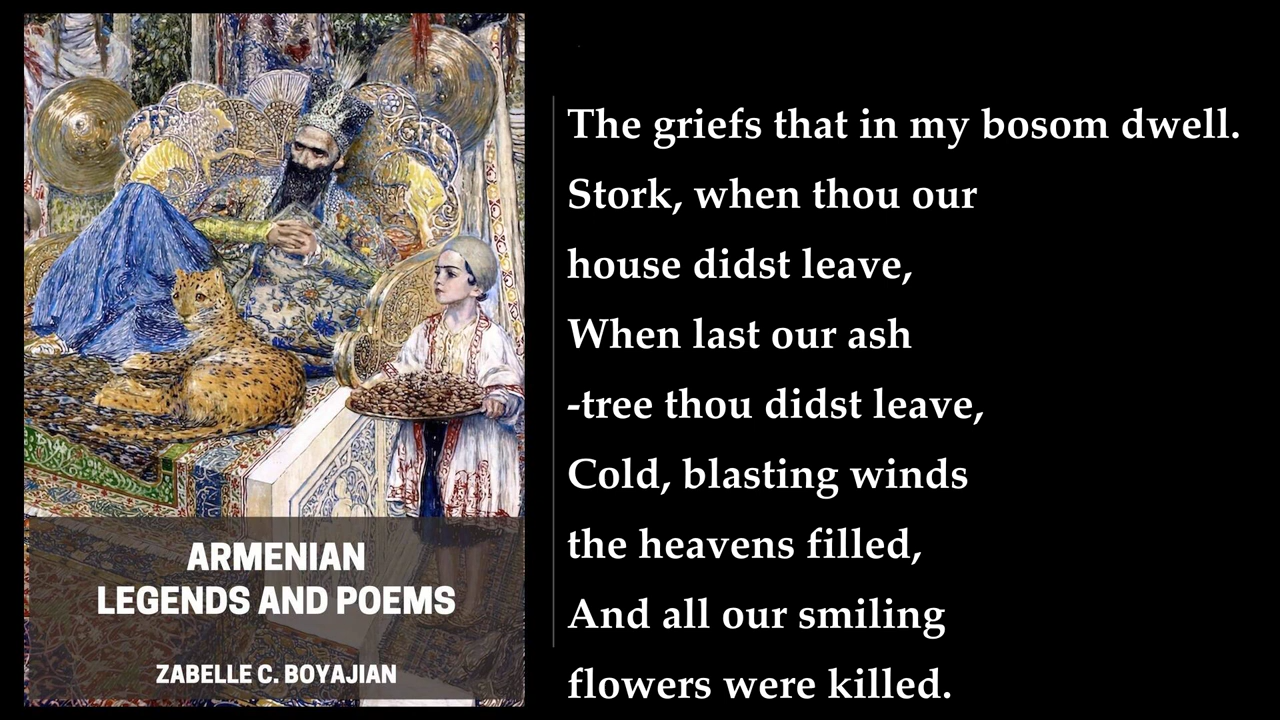 ARMENIAN
LEGENDS AND POEMS
ZABELLE C. BOYAJIAN
The griefs that in my bosom dwell.
Stork, when thou our
house didst leave,
When last our ash
-tree thou didst leave,
Cold, blasting winds
the heavens filled,
And all our smiling
flowers were killed.